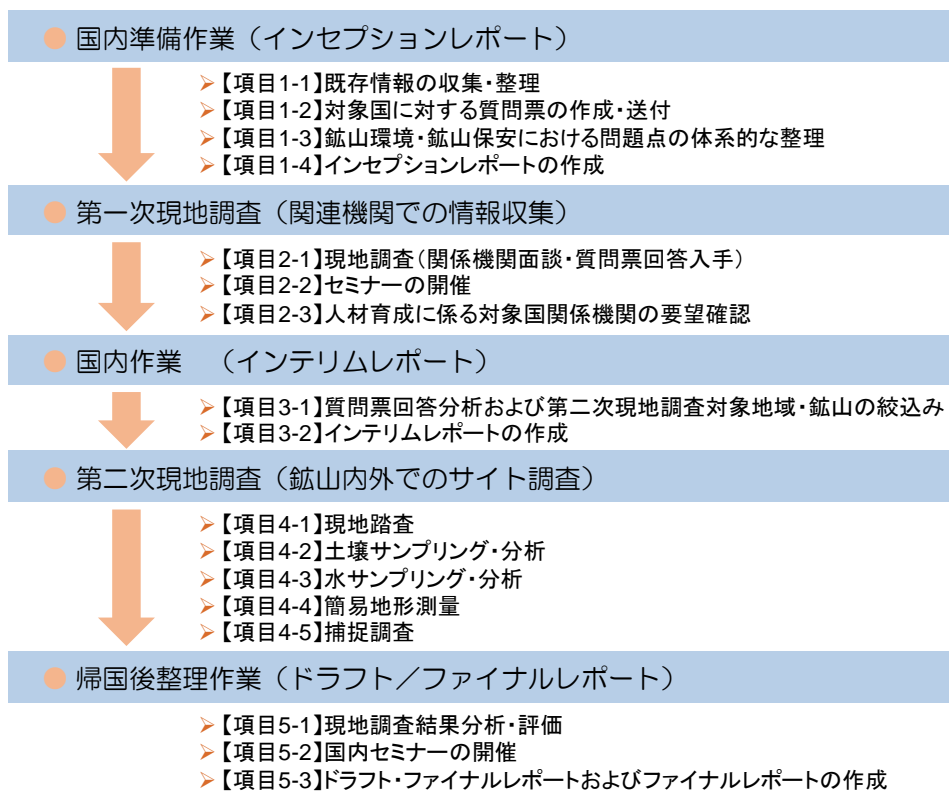 国内準備作業（インセプションレポート）
【項目1-1】既存情報の収集・整理
【項目1-2】対象国に対する質問票の作成・送付
【項目1-3】鉱山環境・鉱山保安における問題点の体系的な整理
【項目1-4】インセプションレポートの作成
第一次現地調査（関連機関での情報収集）
【項目2-1】現地調査（関係機関面談・質問票回答入手）
【項目2-2】セミナーの開催
【項目2-3】人材育成に係る対象国関係機関の要望確認
国内作業　（インテリムレポート）
【項目3-1】質問票回答分析および第二次現地調査対象地域・鉱山の絞込み
【項目3-2】インテリムレポートの作成
第二次現地調査（鉱山内外でのサイト調査）
【項目4-1】現地踏査
【項目4-2】土壌サンプリング・分析
【項目4-3】水サンプリング・分析
【項目4-4】簡易地形測量
【項目4-5】捕捉調査
帰国後整理作業（ドラフト／ファイナルレポート）
【項目5-1】現地調査結果分析・評価
【項目5-2】国内セミナーの開催
【項目5-3】ドラフト・ファイナルレポートおよびファイナルレポートの作成